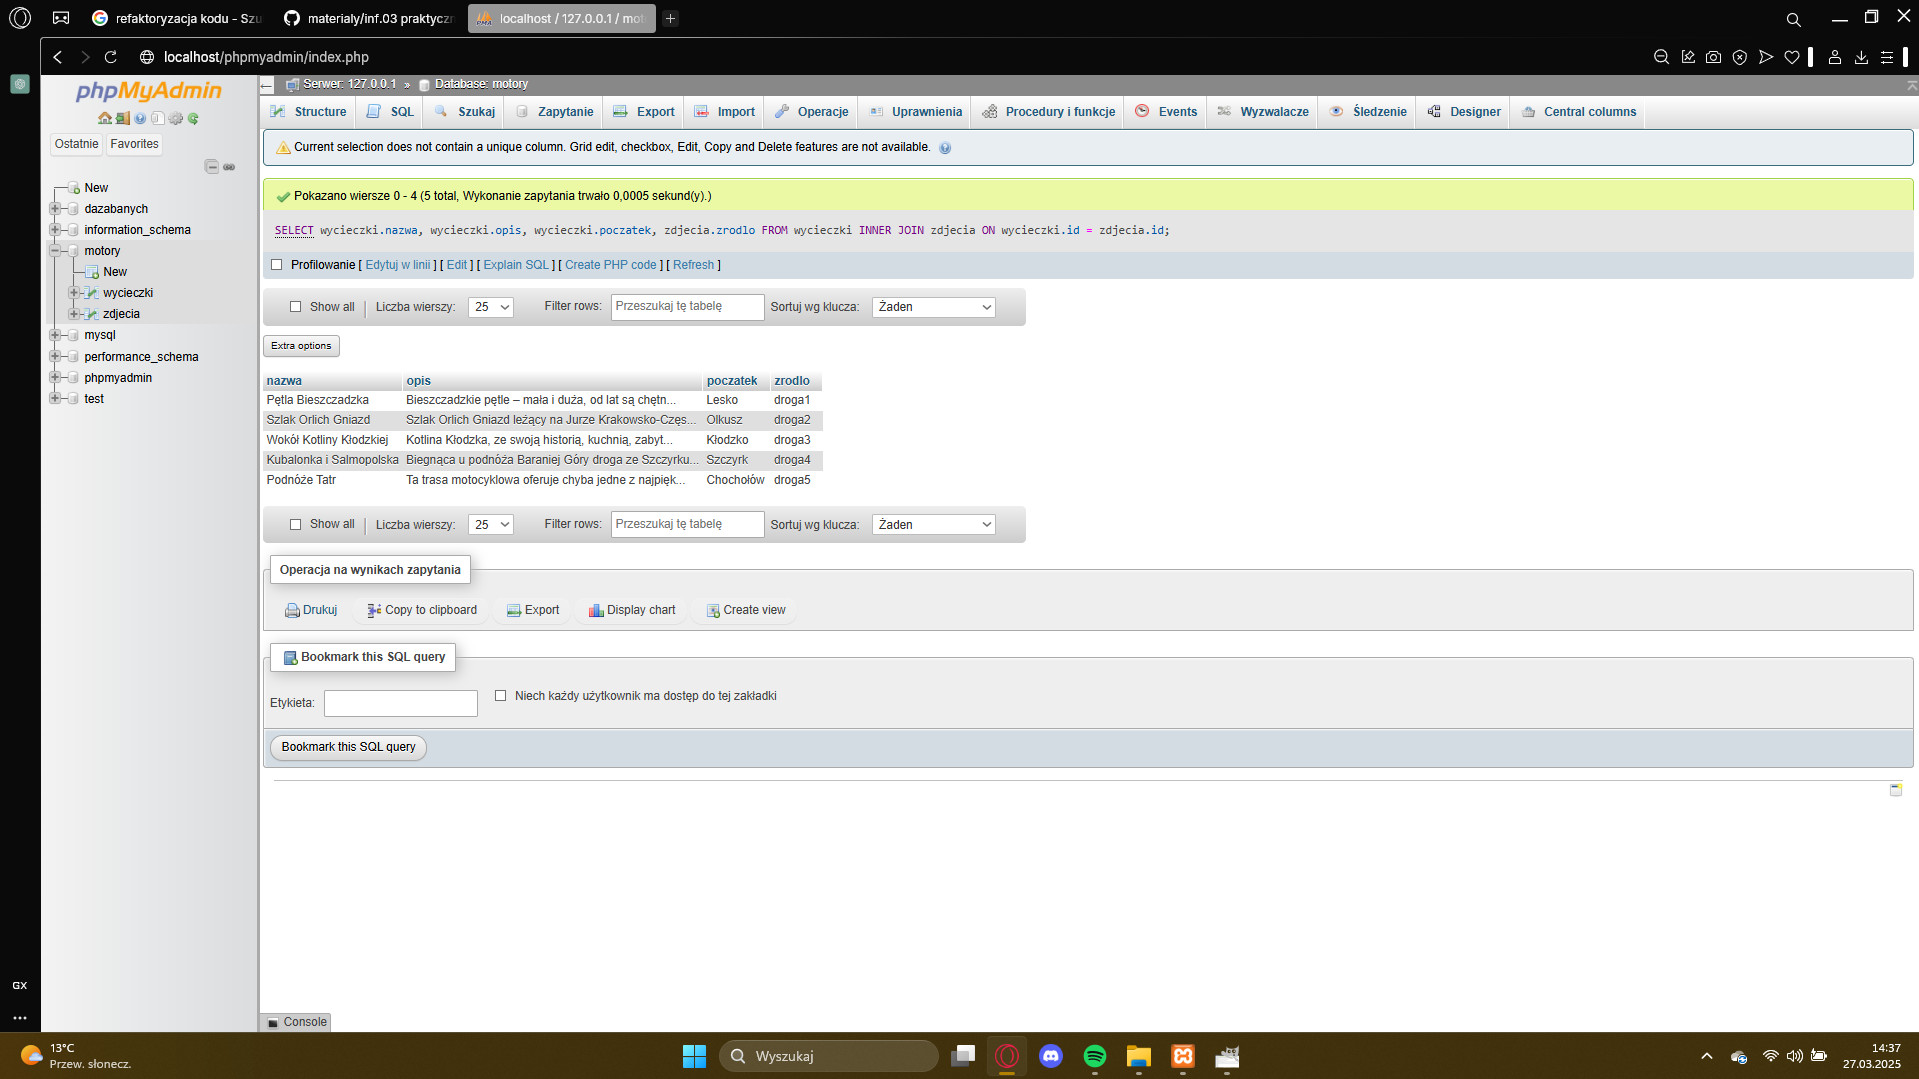 refaktoryzacja kodu - Szu
materialy/inf.03 praktyczn
localhost / 127.0.0.1 / mot
localhost/phpmyadmin/index.php
phpMyAdmin
Ostatnie
Favorites
New
dazabanych
information_schema
motory
New
wycieczki
zdjecia
mysql
performance_schema
phpmyadmin
test
Serwer: 127.0.0.1 » Database: motory
Structure SQL Szukaj Zapytanie Export Import Operacje Uprawnienia Procedury i funkcje Events Wyzwalacze Śledzenie Designer Central columns
Current selection does not contain a unique column. Grid edit, checkbox, Edit, Copy and Delete features are not available.
Pokazano wiersze 0 - 4 (5 total, Wykonanie zapytania trwało 0,0005 sekund(y).)
SELECT wycieczki.nazwa, wycieczki.opis, wycieczki.poczatek, zdjecia.zrodlo FROM wycieczki INNER JOIN zdjecia ON wycieczki.id = zdjecia.id;
Profilowanie [ Edytuj w linii ] [ Edit ] [ Explain SQL ] [ Create PHP code ] [ Refresh ]
Show all | Liczba wierszy: 25 Filter rows: Przeszukaj tę tabelę Sortuj wg klucza: Żaden
Extra options
nazwa opis poczatek zrodlo
Pętla Bieszczadzka Bieszczadzkie pętle – mała i duża, od lat są chętn... Lesko droga1
Szlak Orlich Gniazd Szlak Orlich Gniazd leżący na Jurze Krakowsko-Częs... Olkusz droga2
Wokół Kotliny Kłodzkiej Kotlina Kłodzka, ze swoją historią, kuchnią, zabyt... Kłodzko droga3
Kubalonka i Salmopolska Biegnąca u podnóża Baraniej Góry droga ze Szczyrku... Szczyrk droga4
Podnóże Tatr Ta trasa motocyklowa oferuje chyba jedne z najpięk... Chochołów droga5
Show all | Liczba wierszy: 25 Filter rows: Przeszukaj tę tabelę Sortuj wg klucza: Żaden
Operacja na wynikach zapytania
Drukuj Copy to clipboard Export Display chart Create view
Bookmark this SQL query
Etykieta: Niech każdy użytkownik ma dostęp do tej zakładki
Bookmark this SQL query
GX
Console
13°C
Przew. słonecz.
Wyszukaj
14:37
27.03.2025